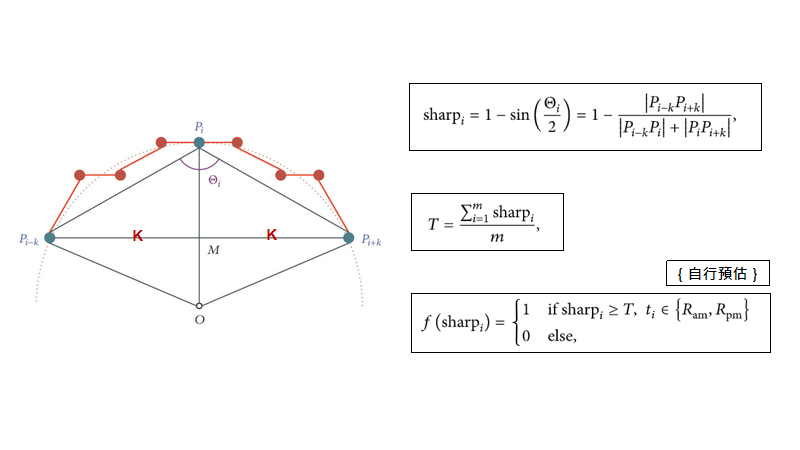 P_i
Θ_i
P_{i-k}
K
K
P_{i+k}
M
O
sharp_i = 1 − sin(Θ_i/2) = 1 − |P_{i−k}P_{i+k}| / (|P_{i−k}P_i| + |P_iP_{i+k}|),
T = ∑_{i=1}^{m} sharp_i / m,
{ 自行預估 }
f (sharp_i) = { 1 if sharp_i ≥ T, t_i ∈ {R_am, R_pm}
0 else,